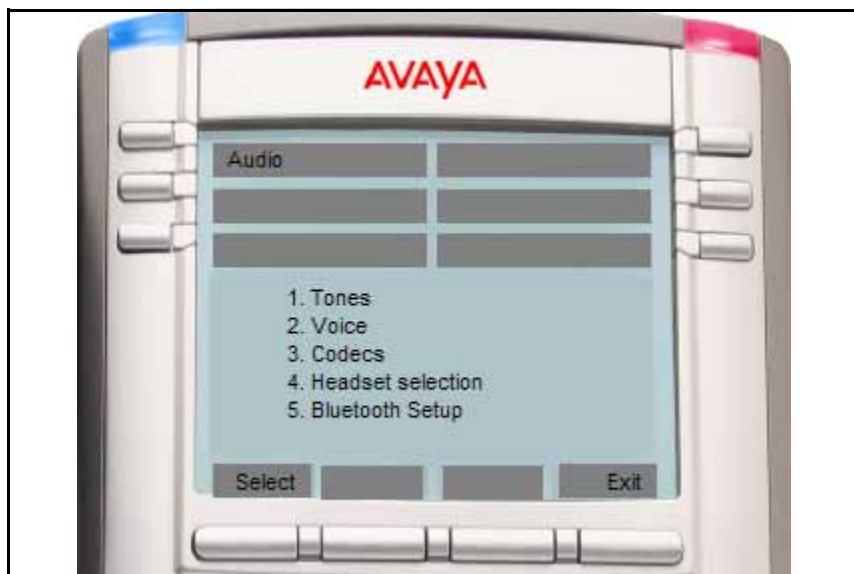 AVAYA
Audio
1. Tones
2. Voice
3. Codecs
4. Headset selection
5. Bluetooth Setup
Select Exit